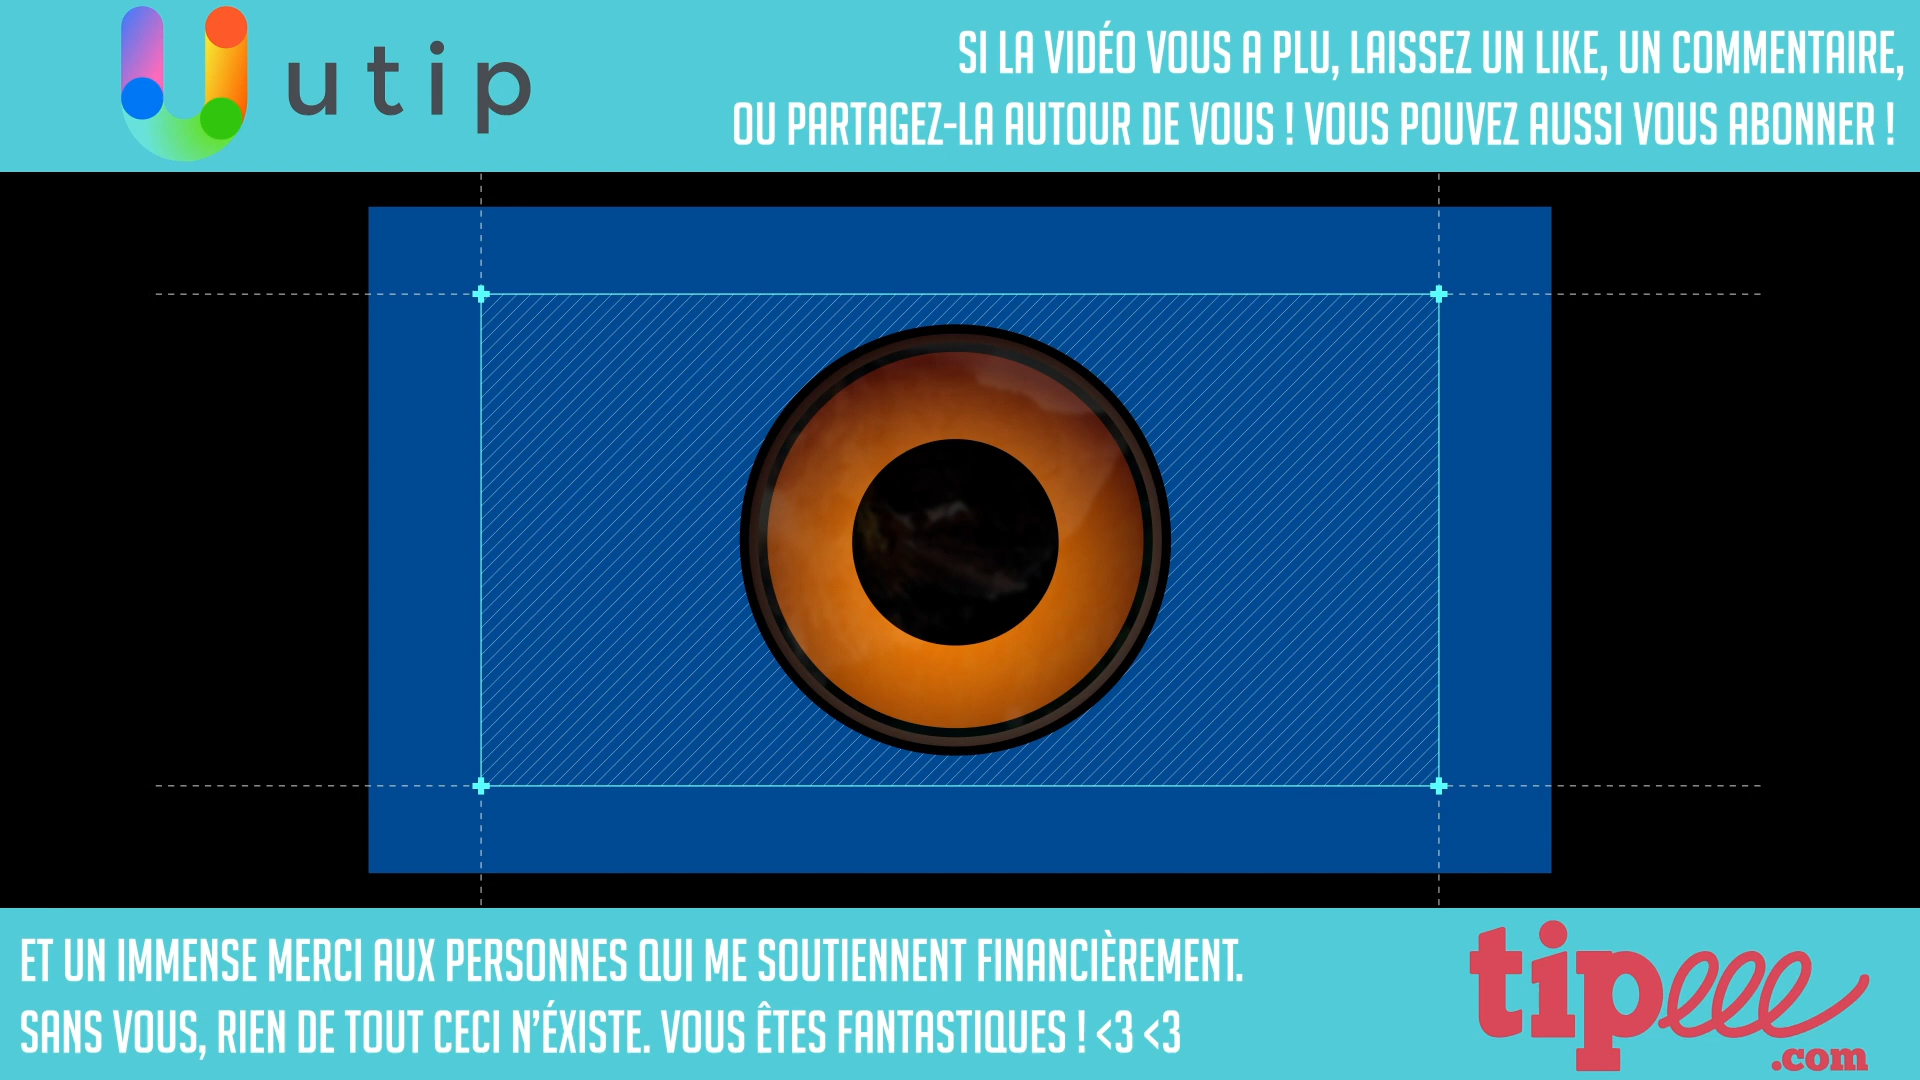 utip
SI LA VIDÉO VOUS A PLU, LAISSEZ UN LIKE, UN COMMENTAIRE,
OU PARTAGEZ-LA AUTOUR DE VOUS ! VOUS POUVEZ AUSSI VOUS ABONNER !
ET UN IMMENSE MERCI AUX PERSONNES QUI ME SOUTIENNENT FINANCIÈREMENT.
SANS VOUS, RIEN DE TOUT CECI N'ÉXISTE. VOUS ÊTES FANTASTIQUES ! <3 <3
tipeee
.com